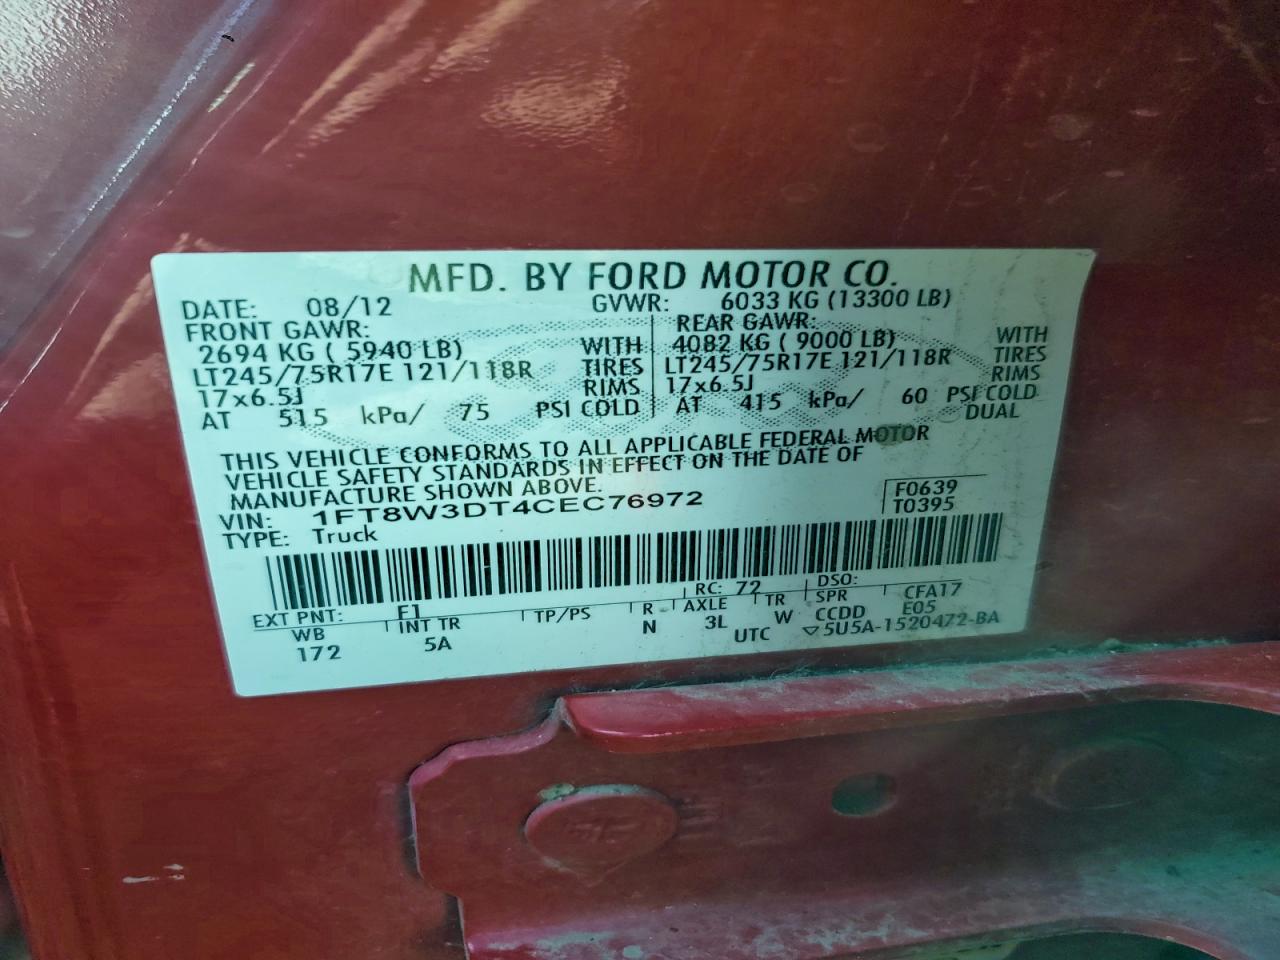 MFD. BY FORD MOTOR CO.
DATE: 08/12 GVWR: 6033 KG (13300 LB)
FRONT GAWR: REAR GAWR:
2694 KG ( 5940 LB) WITH 4082 KG ( 9000 LB) WITH
LT245/75R17E 121/118R TIRES LT245/75R17E 121/118R TIRES
17x6.5J RIMS 17x6.5J RIMS
AT 515 kPa/ 75 PSI COLD AT 415 kPa/ 60 PSI COLD
DUAL
THIS VEHICLE CONFORMS TO ALL APPLICABLE FEDERAL MOTOR
VEHICLE SAFETY STANDARDS IN EFFECT ON THE DATE OF
MANUFACTURE SHOWN ABOVE.
VIN: 1FT8W3DT4CEC76972 F0639
TYPE: Truck T0395
EXT PNT: F1 RC: 72 DSO:
WB INT TR TP/PS R AXLE TR SPR CFA17
172 5A N 3L W CCDD E05
UTC ▽5U5A-1520472-BA